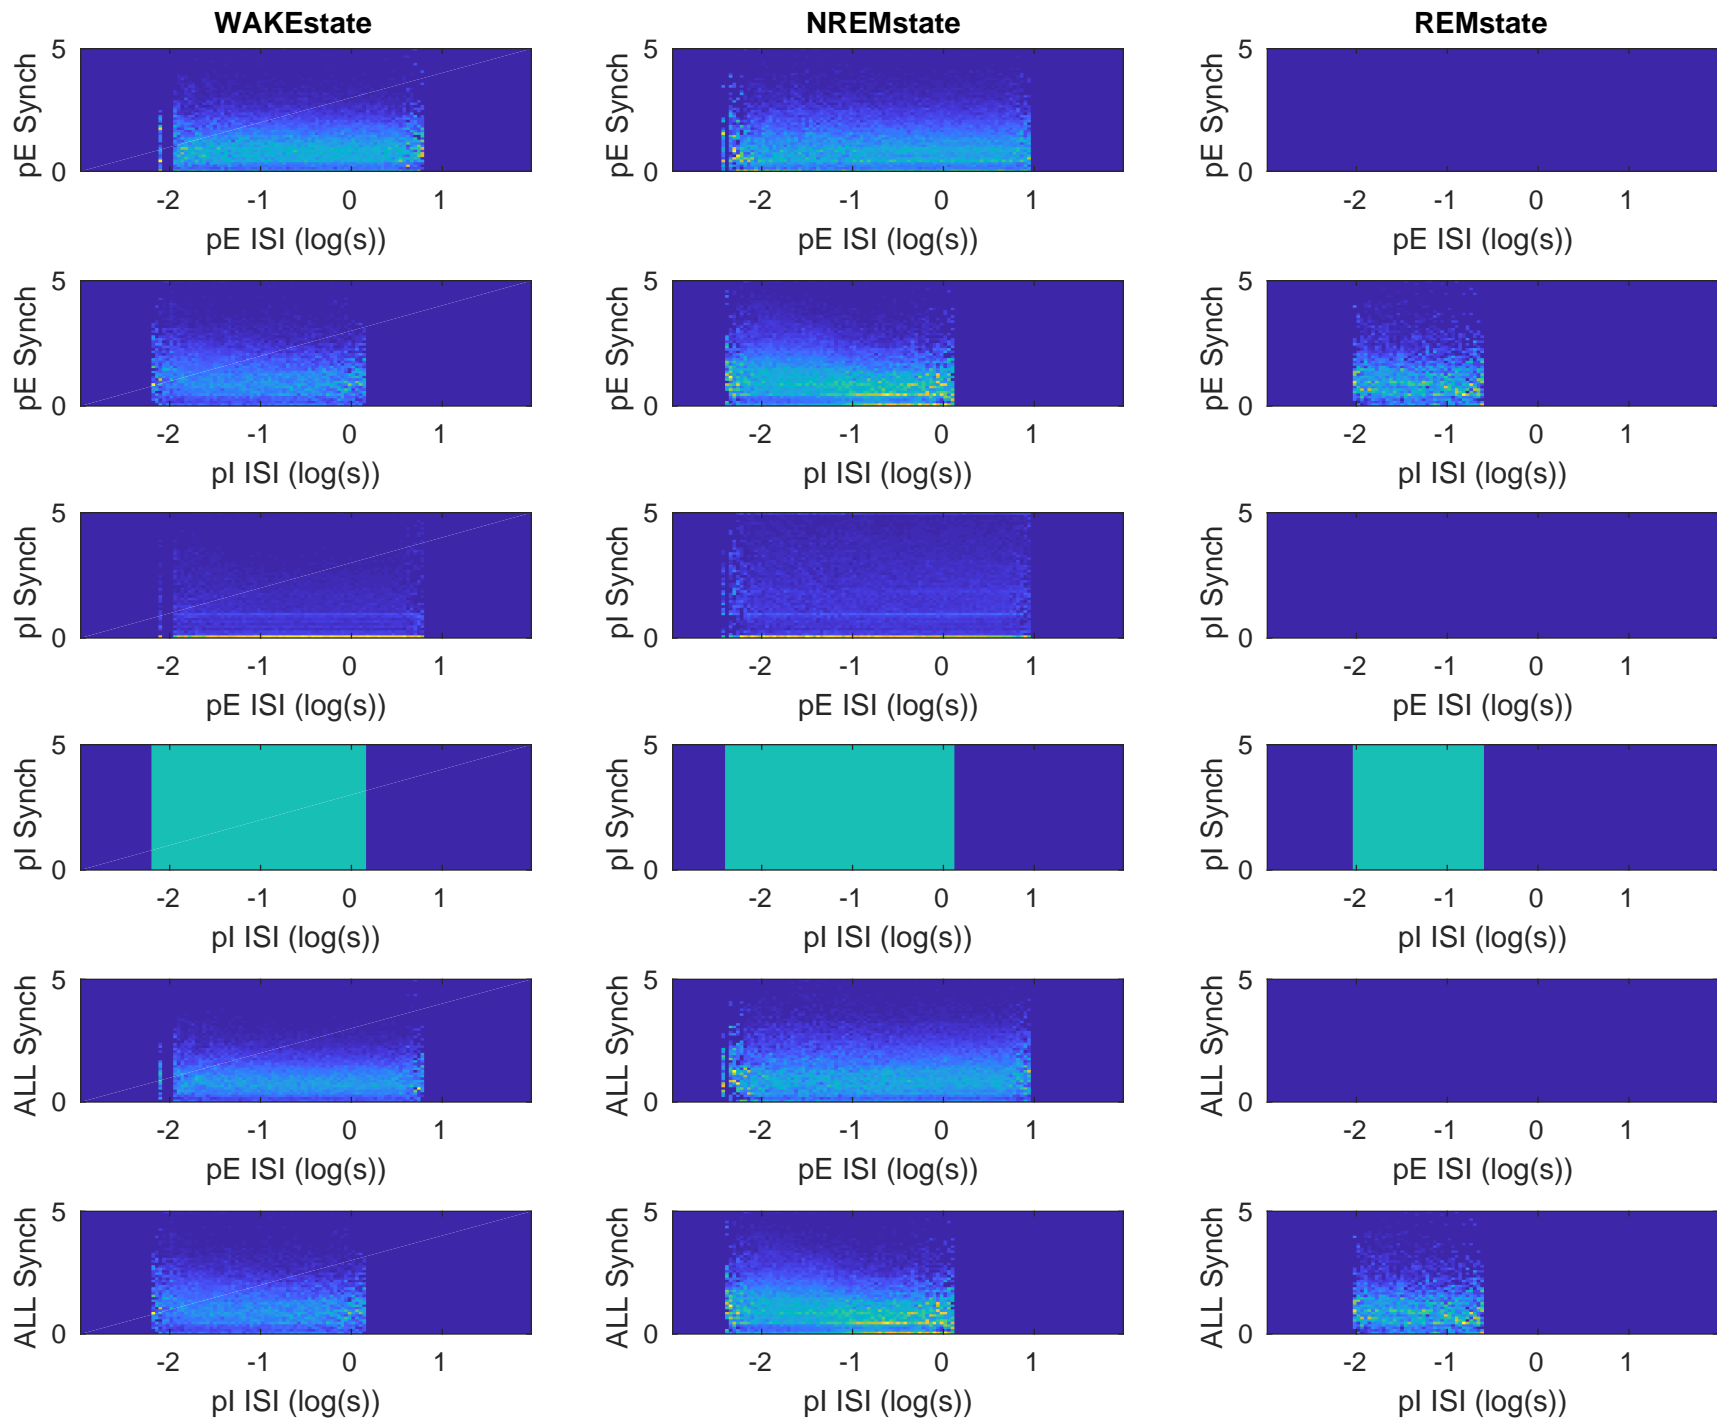 WAKEstate NREMstate REMstate
pE Synch 5 0 pE Synch 5 0 pE Synch 5 0
-2 -1 0 1 -2 -1 0 1 -2 -1 0 1
pE ISI (log(s)) pE ISI (log(s)) pE ISI (log(s))
pE Synch 5 0 pE Synch 5 0 pE Synch 5 0
-2 -1 0 1 -2 -1 0 1 -2 -1 0 1
pI ISI (log(s)) pI ISI (log(s)) pI ISI (log(s))
pI Synch 5 0 pI Synch 5 0 pI Synch 5 0
-2 -1 0 1 -2 -1 0 1 -2 -1 0 1
pE ISI (log(s)) pE ISI (log(s)) pE ISI (log(s))
pI Synch 5 0 pI Synch 5 0 pI Synch 5 0
-2 -1 0 1 -2 -1 0 1 -2 -1 0 1
pI ISI (log(s)) pI ISI (log(s)) pI ISI (log(s))
ALL Synch 5 0 ALL Synch 5 0 ALL Synch 5 0
-2 -1 0 1 -2 -1 0 1 -2 -1 0 1
pE ISI (log(s)) pE ISI (log(s)) pE ISI (log(s))
ALL Synch 5 0 ALL Synch 5 0 ALL Synch 5 0
-2 -1 0 1 -2 -1 0 1 -2 -1 0 1
pI ISI (log(s)) pI ISI (log(s)) pI ISI (log(s))